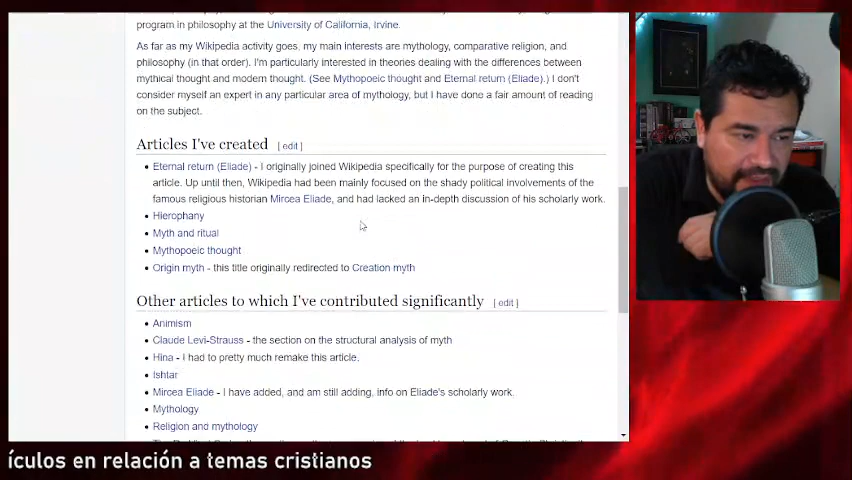 program in philosophy at the University of California, Irvine.
As far as my Wikipedia activity goes, my main interests are mythology, comparative religion, and
philosophy (in that order). I'm particularly interested in theories dealing with the differences between
mythical thought and modern thought. (See Mythopoeic thought and Eternal return (Eliade).) I don't
consider myself an expert in any particular area of mythology, but I have done a fair amount of reading
on the subject.
Articles I've created [ edit ]
• Eternal return (Eliade) - I originally joined Wikipedia specifically for the purpose of creating this
article. Up until then, Wikipedia had been mainly focused on the shady political involvements of the
famous religious historian Mircea Eliade, and had lacked an in-depth discussion of his scholarly work.
• Hierophany
• Myth and ritual
• Mythopoeic thought
• Origin myth - this title originally redirected to Creation myth
Other articles to which I've contributed significantly [ edit ]
• Animism
• Claude Levi-Strauss - the section on the structural analysis of myth
• Hina - I had to pretty much remake this article.
• Ishtar
• Mircea Eliade - I have added, and am still adding, info on Eliade's scholarly work.
• Mythology
• Religion and mythology
ículos en relación a temas cristianos